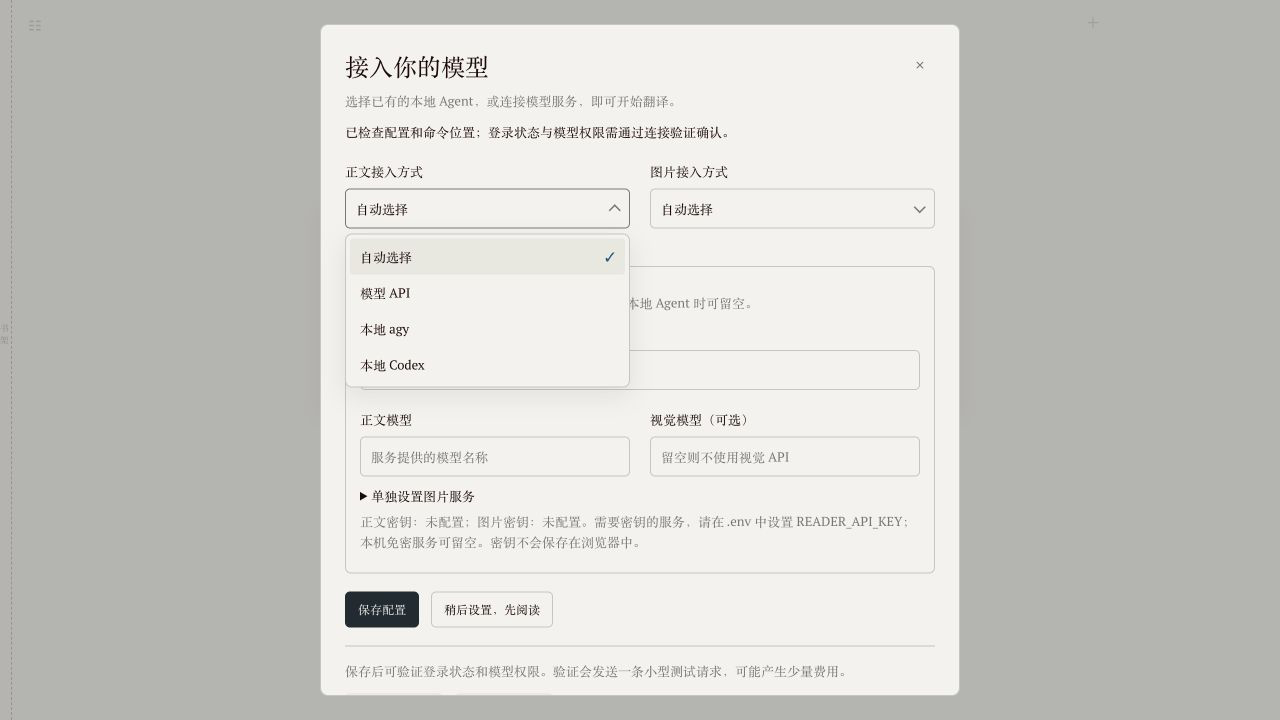 接入你的模型
×
选择已有的本地 Agent，或连接模型服务，即可开始翻译。
已检查配置和命令位置；登录状态与模型权限需通过连接验证确认。
正文接入方式
图片接入方式
自动选择
自动选择
自动选择 ✓
模型 API
本地 agy
本地 Codex
本地 Agent 时可留空。
正文模型
视觉模型（可选）
服务提供的模型名称
留空则不使用视觉 API
▶ 单独设置图片服务
正文密钥：未配置；图片密钥：未配置。需要密钥的服务，请在 .env 中设置 READER_API_KEY；
本机免密服务可留空。密钥不会保存在浏览器中。
保存配置
稍后设置，先阅读
保存后可验证登录状态和模型权限。验证会发送一条小型测试请求，可能产生少量费用。
书架